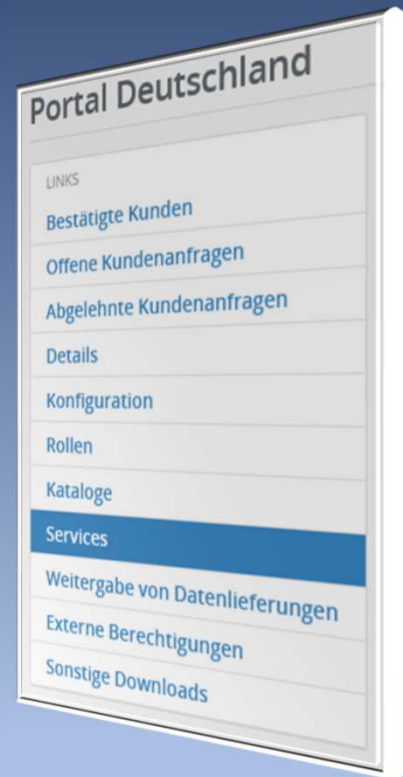 Portal Deutschland
LINKS
Bestätigte Kunden
Offene Kundenanfragen
Abgelehnte Kundenanfragen
Details
Konfiguration
Rollen
Kataloge
Services
Weitergabe von Datenlieferungen
Externe Berechtigungen
Sonstige Downloads